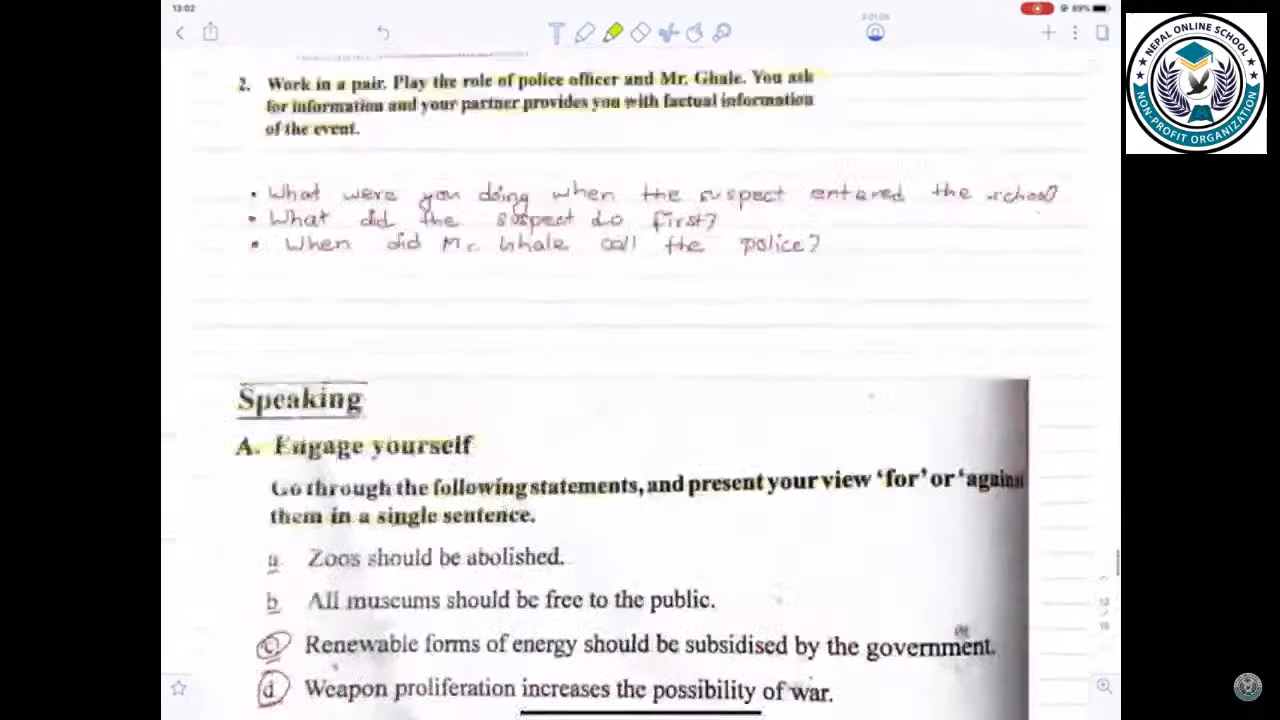 13:02
89%
NEPAL ONLINE SCHOOL
NON-PROFIT ORGANIZATION
2. Work in a pair. Play the role of police officer and Mr. Ghale. You ask
for information and your partner provides you with factual information
of the event.
• What were you doing when the suspect entered the school?
• What did the suspect do first?
• When did Mr. Ghale call the police?
Speaking
A. Engage yourself
Go through the following statements, and present your view 'for' or 'agains
them in a single sentence.
a Zoos should be abolished.
b All museums should be free to the public.
c Renewable forms of energy should be subsidised by the government.
d Weapon proliferation increases the possibility of war.